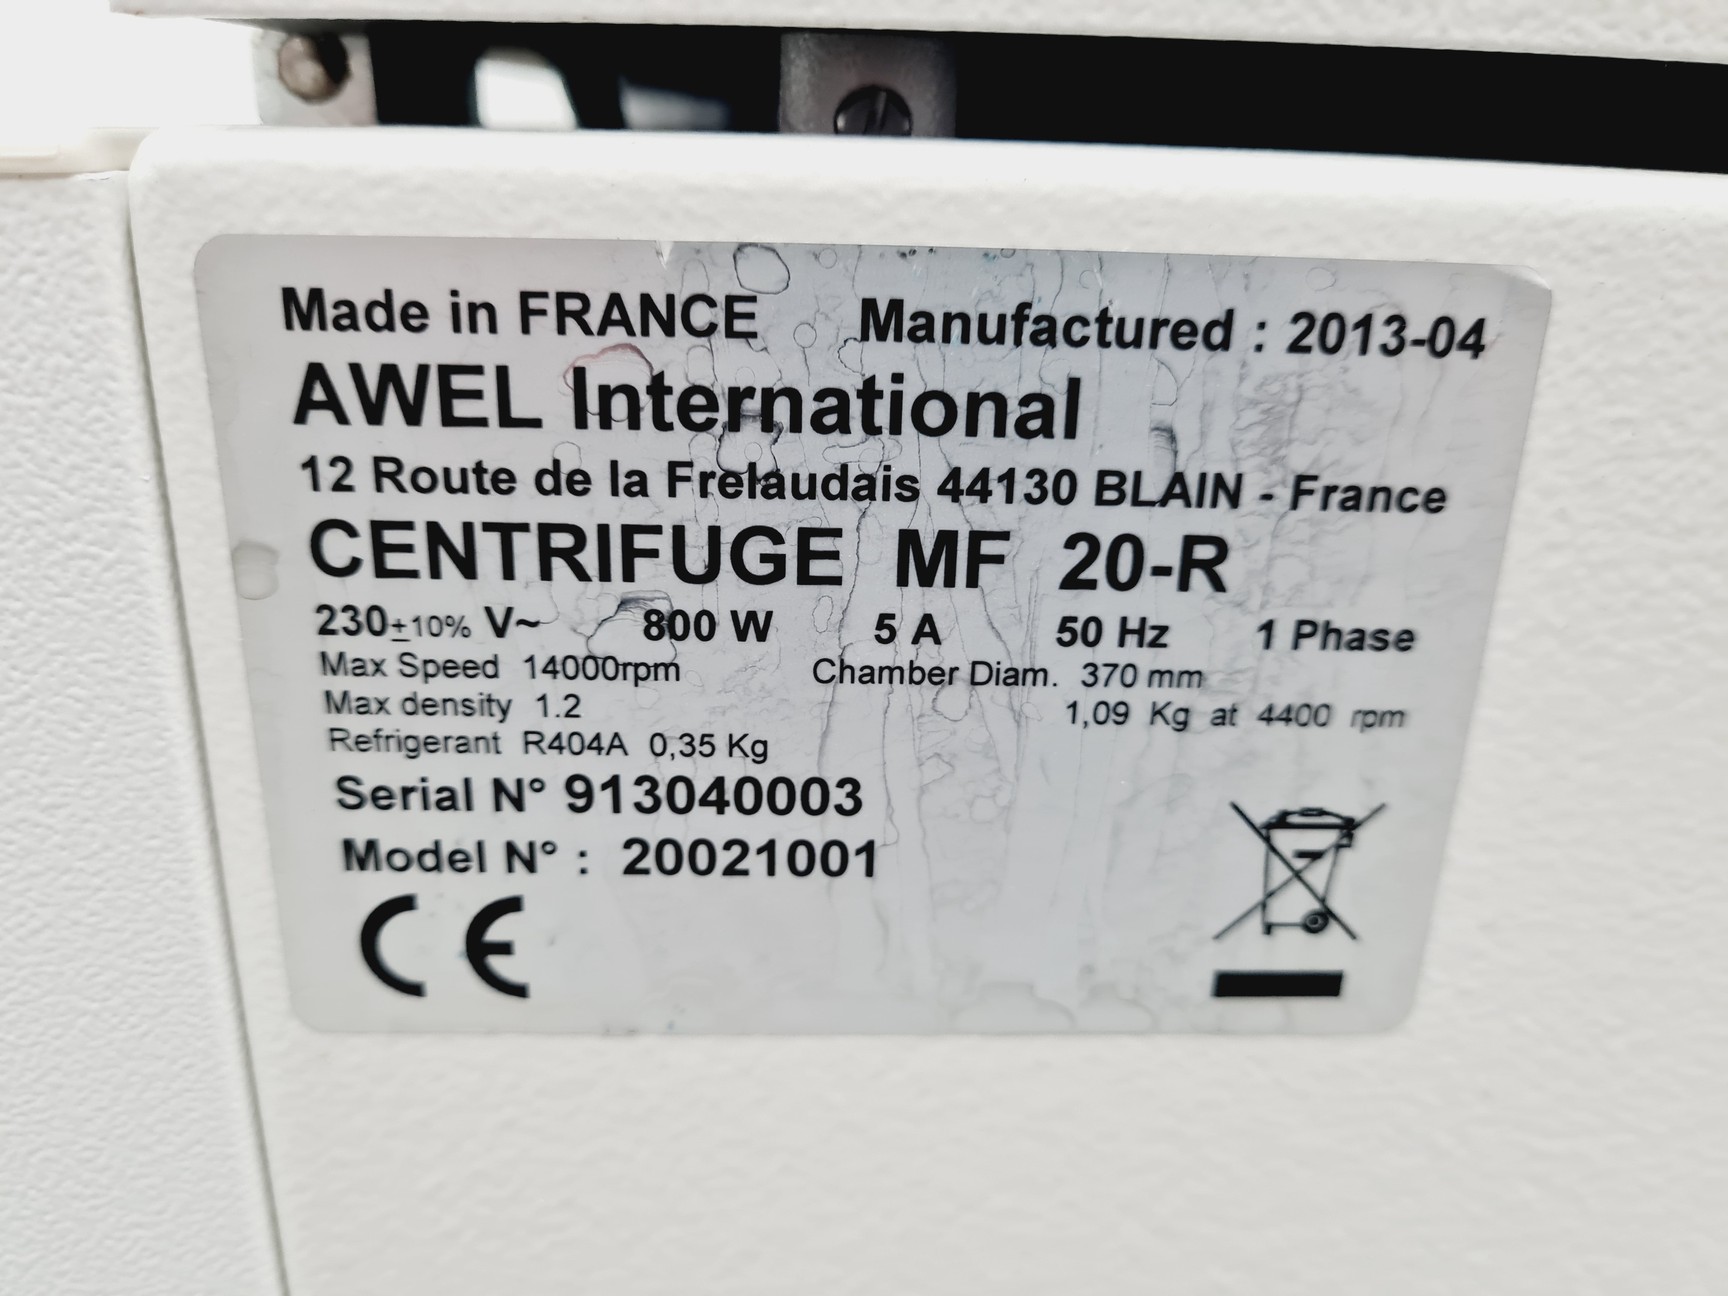 Made in FRANCE Manufactured : 2013-04
AWEL International
12 Route de la Frelaudais 44130 BLAIN - France
CENTRIFUGE MF 20-R
230±10% V~ 800 W 5 A 50 Hz 1 Phase
Max Speed 14000rpm Chamber Diam. 370 mm
Max density 1.2 1,09 Kg at 4400 rpm
Refrigerant R404A 0,35 Kg
Serial N° 913040003
Model N° : 20021001
CE